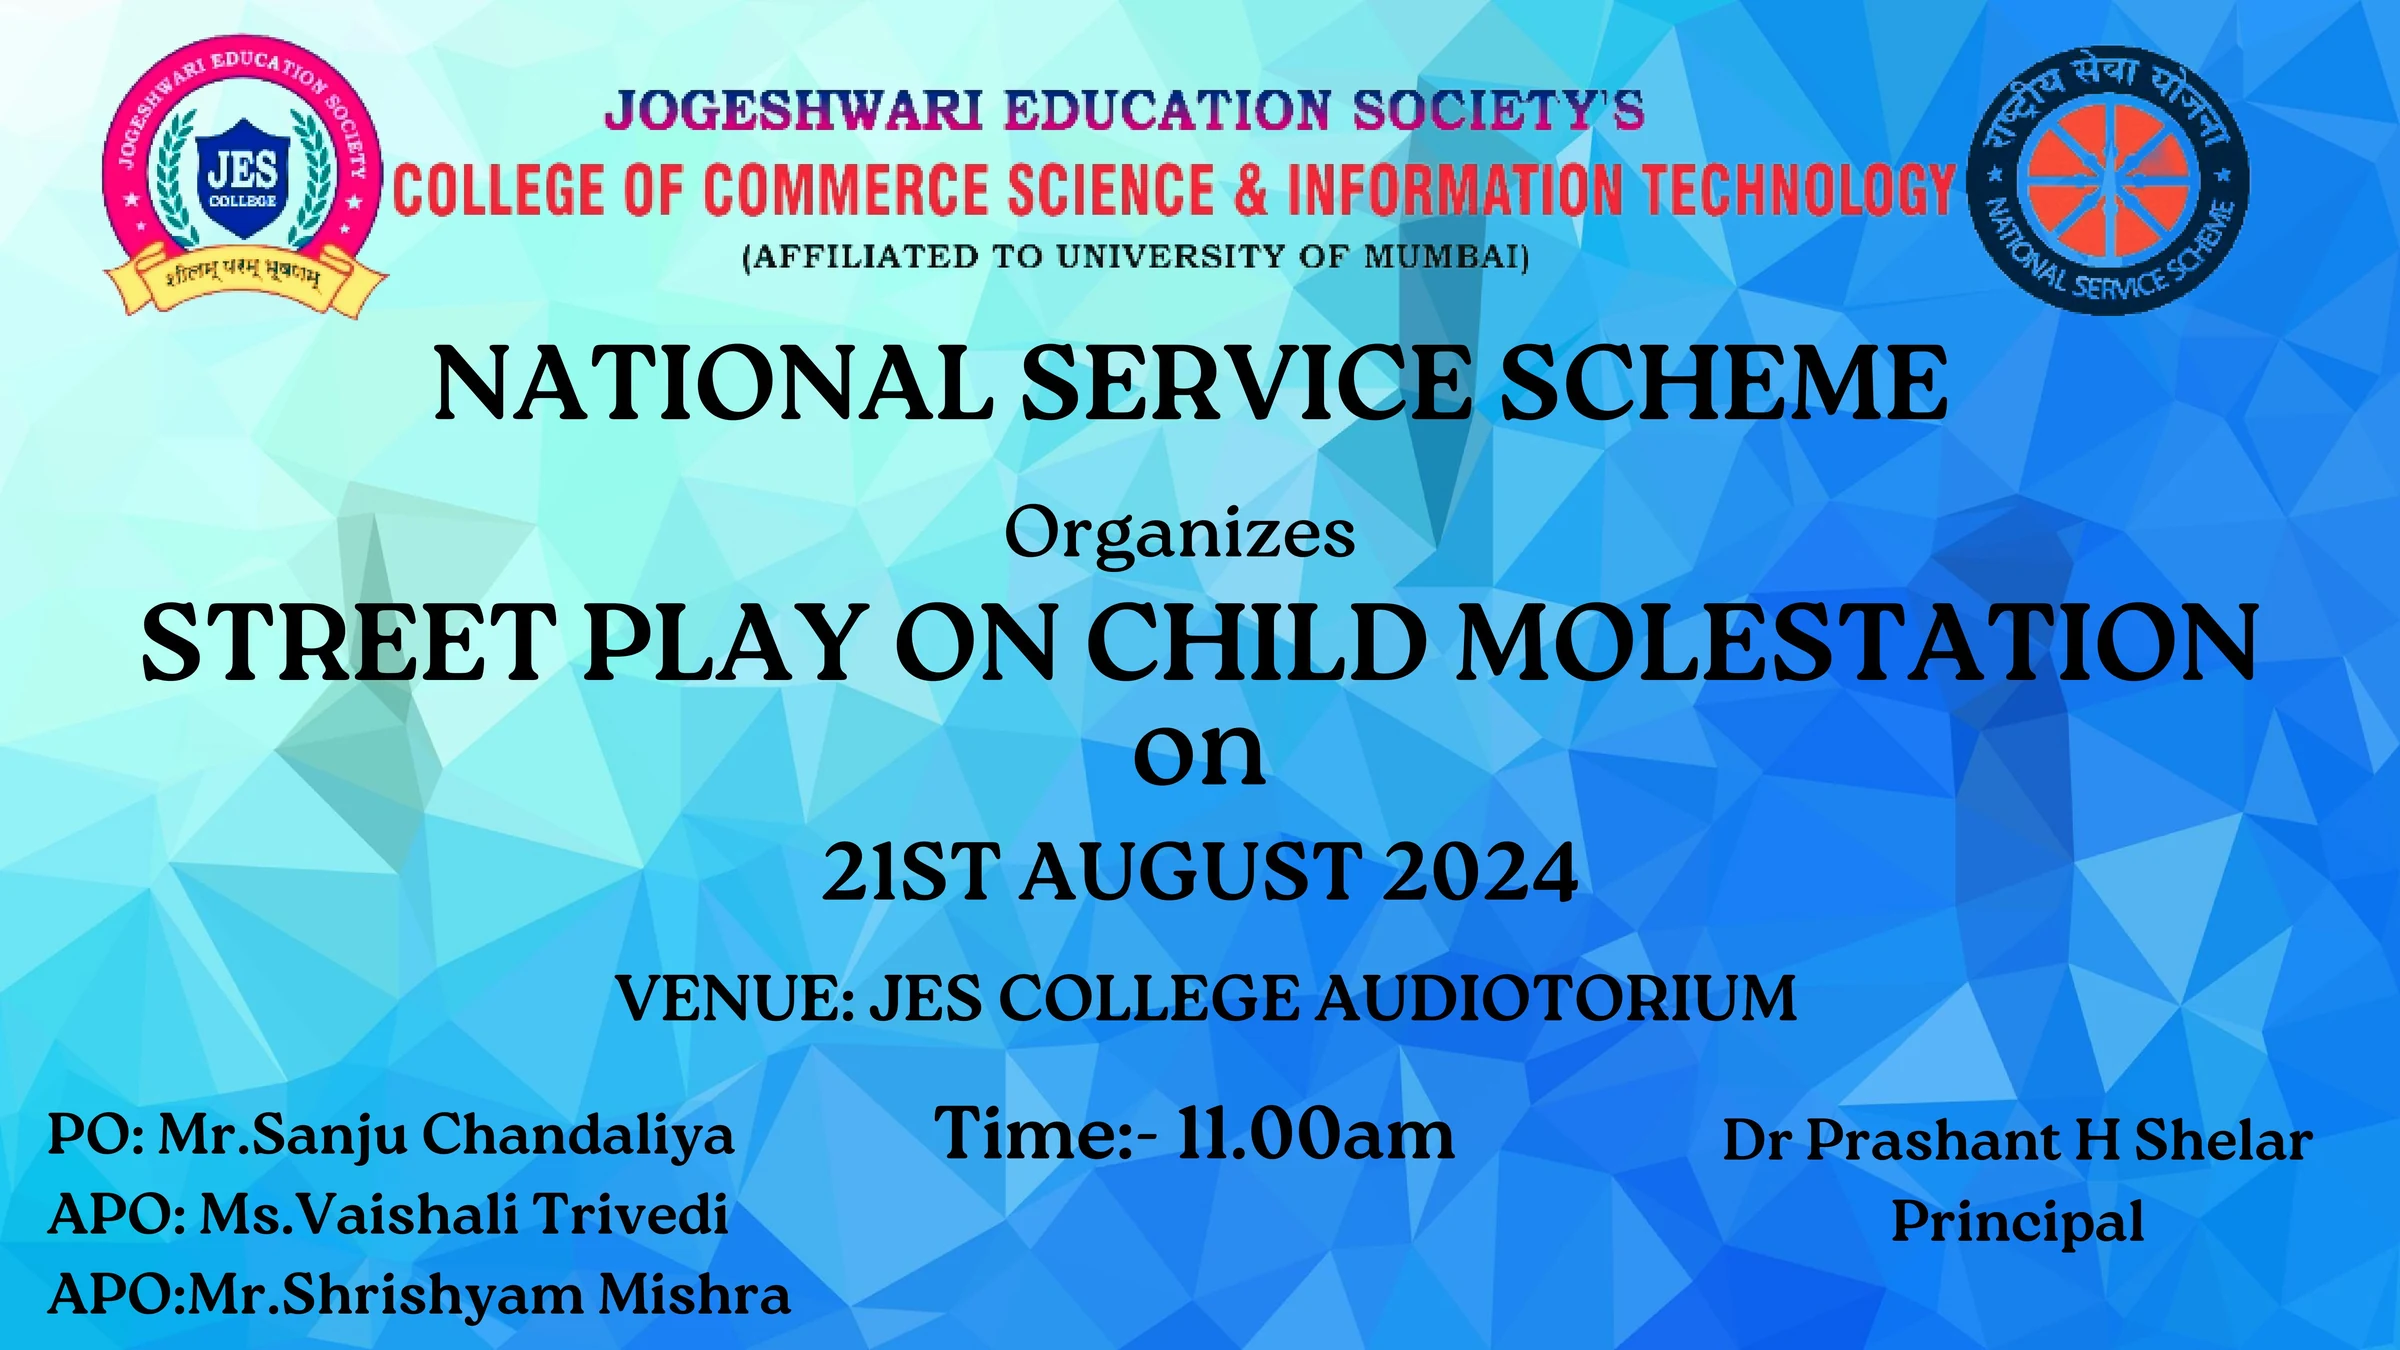 JOGESHWARI EDUCATION SOCIETY
JES
COLLEGE
शीलम् परम् भूषणम्
JOGESHWARI EDUCATION SOCIETY'S
COLLEGE OF COMMERCE SCIENCE & INFORMATION TECHNOLOGY
(AFFILIATED TO UNIVERSITY OF MUMBAI)
राष्ट्रीय सेवा योजना
NATIONAL SERVICE SCHEME
NATIONAL SERVICE SCHEME
Organizes
STREET PLAY ON CHILD MOLESTATION
on
21ST AUGUST 2024
VENUE: JES COLLEGE AUDIOTORIUM
Time:- 11.00am
PO: Mr.Sanju Chandaliya
APO: Ms.Vaishali Trivedi
APO:Mr.Shrishyam Mishra
Dr Prashant H Shelar
Principal